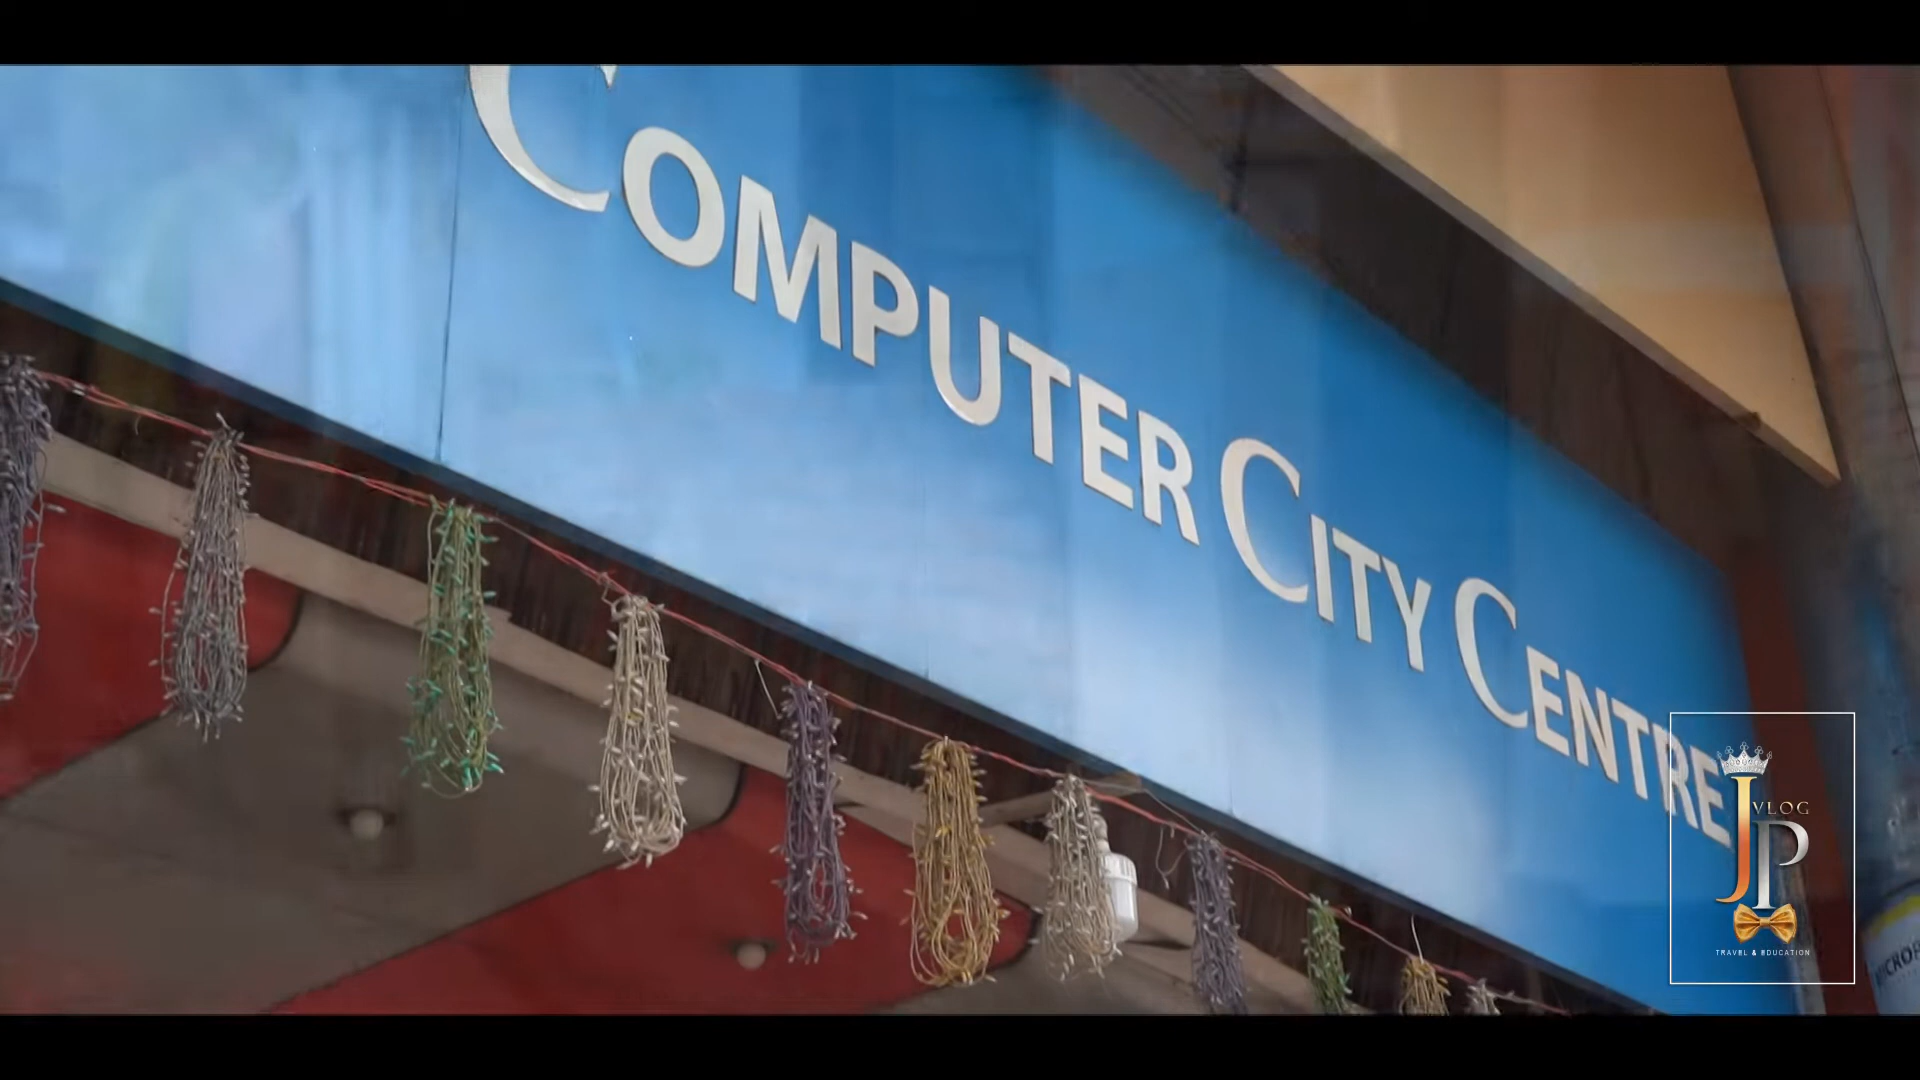 COMPUTER CITY CENTRE
VLOG
JP
TRAVEL & EDUCATION